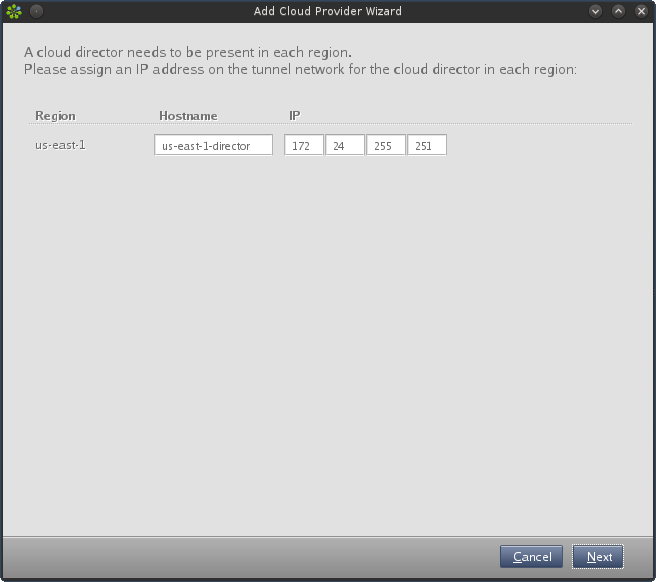 Add Cloud Provider Wizard
A cloud director needs to be present in each region.
Please assign an IP address on the tunnel network for the cloud director in each region:
Region Hostname IP
us-east-1 us-east-1-director 172 24 255 251
Cancel Next